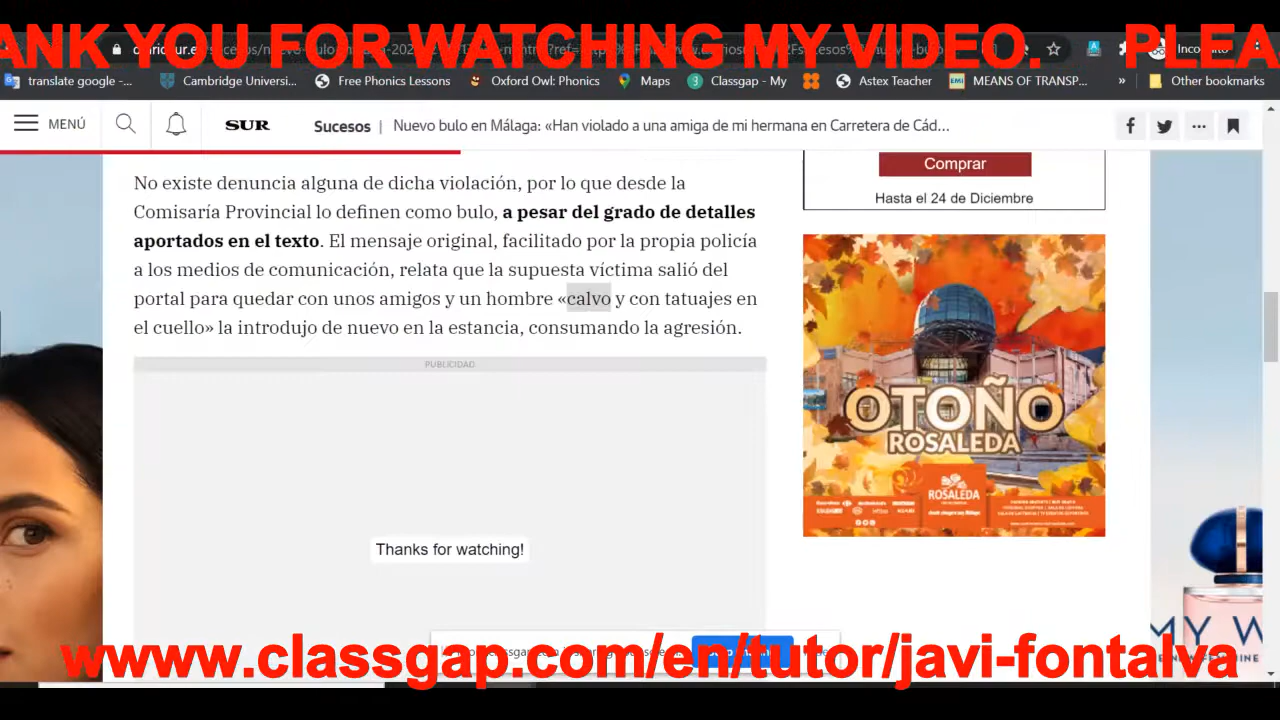 ANK YOU FOR WATCHING MY VIDEO. PLEA
Incognito
translate google -...
Cambridge Universi...
Free Phonics Lessons
Oxford Owl: Phonics
Maps
Classgap - My
Astex Teacher
MEANS OF TRANSP...
»
Other bookmarks
MENÚ
SUR
Sucesos | Nuevo bulo en Málaga: «Han violado a una amiga de mi hermana en Carretera de Cád...
No existe denuncia alguna de dicha violación, por lo que desde la
Comisaría Provincial lo definen como bulo, a pesar del grado de detalles
aportados en el texto. El mensaje original, facilitado por la propia policía
a los medios de comunicación, relata que la supuesta víctima salió del
portal para quedar con unos amigos y un hombre «calvo y con tatuajes en
el cuello» la introdujo de nuevo en la estancia, consumando la agresión.
PUBLICIDAD
Thanks for watching!
Comprar
Hasta el 24 de Diciembre
OTOÑO
ROSALEDA
ROSALEDA
MY W
www.classgap.com/en/tutor/javi-fontalva